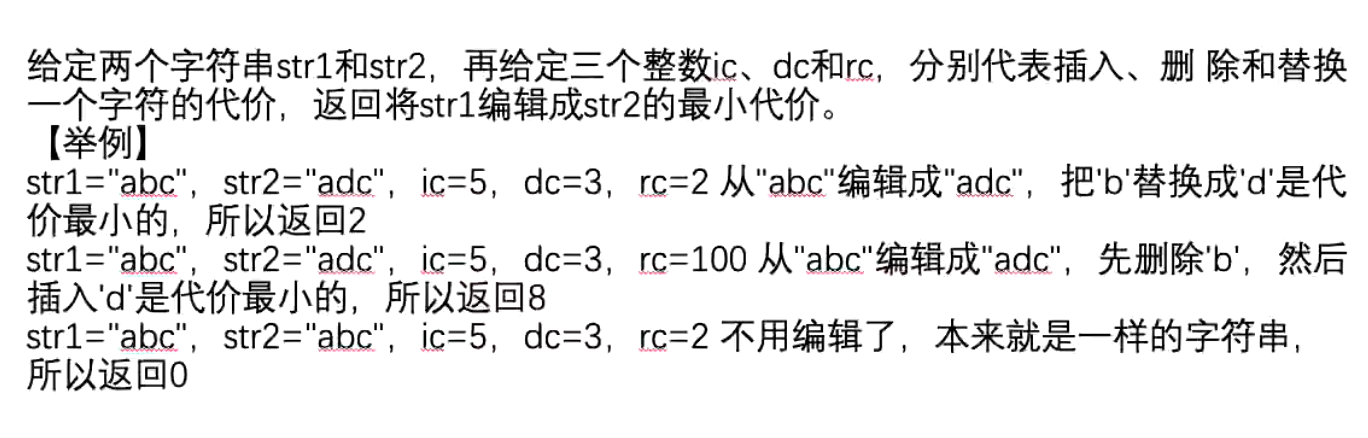 给定两个字符串str1和str2，再给定三个整数ic、dc和rc，分别代表插入、删 除和替换
一个字符的代价，返回将str1编辑成str2的最小代价。
【举例】
str1="abc"，str2="adc"，ic=5，dc=3，rc=2 从"abc"编辑成"adc"，把'b'替换成'd'是代
价最小的，所以返回2
str1="abc"，str2="adc"，ic=5，dc=3，rc=100 从"abc"编辑成"adc"，先删除'b'，然后
插入'd'是代价最小的，所以返回8
str1="abc"，str2="abc"，ic=5，dc=3，rc=2 不用编辑了，本来就是一样的字符串，
所以返回0